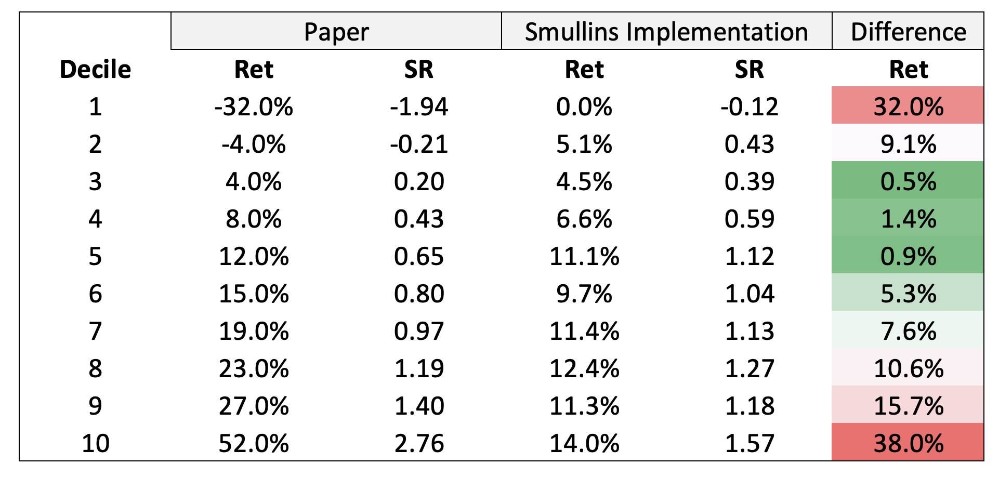 Paper Smullins Implementation Difference
Decile Ret SR Ret SR Ret
1 -32.0% -1.94 0.0% -0.12 32.0%
2 -4.0% -0.21 5.1% 0.43 9.1%
3 4.0% 0.20 4.5% 0.39 0.5%
4 8.0% 0.43 6.6% 0.59 1.4%
5 12.0% 0.65 11.1% 1.12 0.9%
6 15.0% 0.80 9.7% 1.04 5.3%
7 19.0% 0.97 11.4% 1.13 7.6%
8 23.0% 1.19 12.4% 1.27 10.6%
9 27.0% 1.40 11.3% 1.18 15.7%
10 52.0% 2.76 14.0% 1.57 38.0%